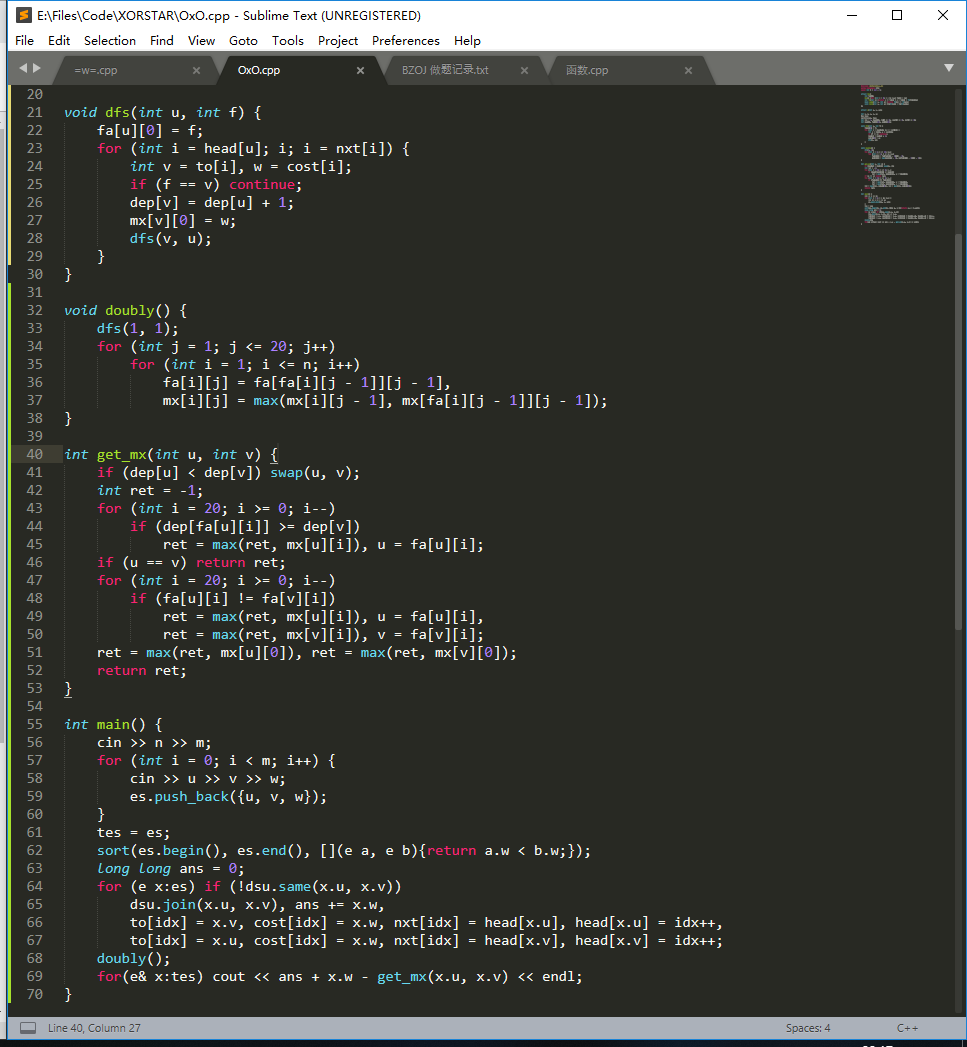 E:\Files\Code\XORSTAR\OxO.cpp - Sublime Text (UNREGISTERED)
File Edit Selection Find View Goto Tools Project Preferences Help
=w=.cpp OxO.cpp BZOJ 做题记录.txt 函数.cpp
20
21 void dfs(int u, int f) {
22     fa[u][0] = f;
23     for (int i = head[u]; i; i = nxt[i]) {
24         int v = to[i], w = cost[i];
25         if (f == v) continue;
26         dep[v] = dep[u] + 1;
27         mx[v][0] = w;
28         dfs(v, u);
29     }
30 }
31
32 void doubly() {
33     dfs(1, 1);
34     for (int j = 1; j <= 20; j++)
35         for (int i = 1; i <= n; i++)
36             fa[i][j] = fa[fa[i][j - 1]][j - 1],
37             mx[i][j] = max(mx[i][j - 1], mx[fa[i][j - 1]][j - 1]);
38 }
39
40 int get_mx(int u, int v) {
41     if (dep[u] < dep[v]) swap(u, v);
42     int ret = -1;
43     for (int i = 20; i >= 0; i--)
44         if (dep[fa[u][i]] >= dep[v])
45             ret = max(ret, mx[u][i]), u = fa[u][i];
46     if (u == v) return ret;
47     for (int i = 20; i >= 0; i--)
48         if (fa[u][i] != fa[v][i])
49             ret = max(ret, mx[u][i]), u = fa[u][i],
50             ret = max(ret, mx[v][i]), v = fa[v][i];
51     ret = max(ret, mx[u][0]), ret = max(ret, mx[v][0]);
52     return ret;
53 }
54
55 int main() {
56     cin >> n >> m;
57     for (int i = 0; i < m; i++) {
58         cin >> u >> v >> w;
59         es.push_back({u, v, w});
60     }
61     tes = es;
62     sort(es.begin(), es.end(), [](e a, e b){return a.w < b.w;});
63     long long ans = 0;
64     for (e x:es) if (!dsu.same(x.u, x.v))
65         dsu.join(x.u, x.v), ans += x.w,
66         to[idx] = x.v, cost[idx] = x.w, nxt[idx] = head[x.u], head[x.u] = idx++,
67         to[idx] = x.u, cost[idx] = x.w, nxt[idx] = head[x.v], head[x.v] = idx++;
68     doubly();
69     for(e& x:tes) cout << ans + x.w - get_mx(x.u, x.v) << endl;
70 }
Line 40, Column 27 Spaces: 4 C++